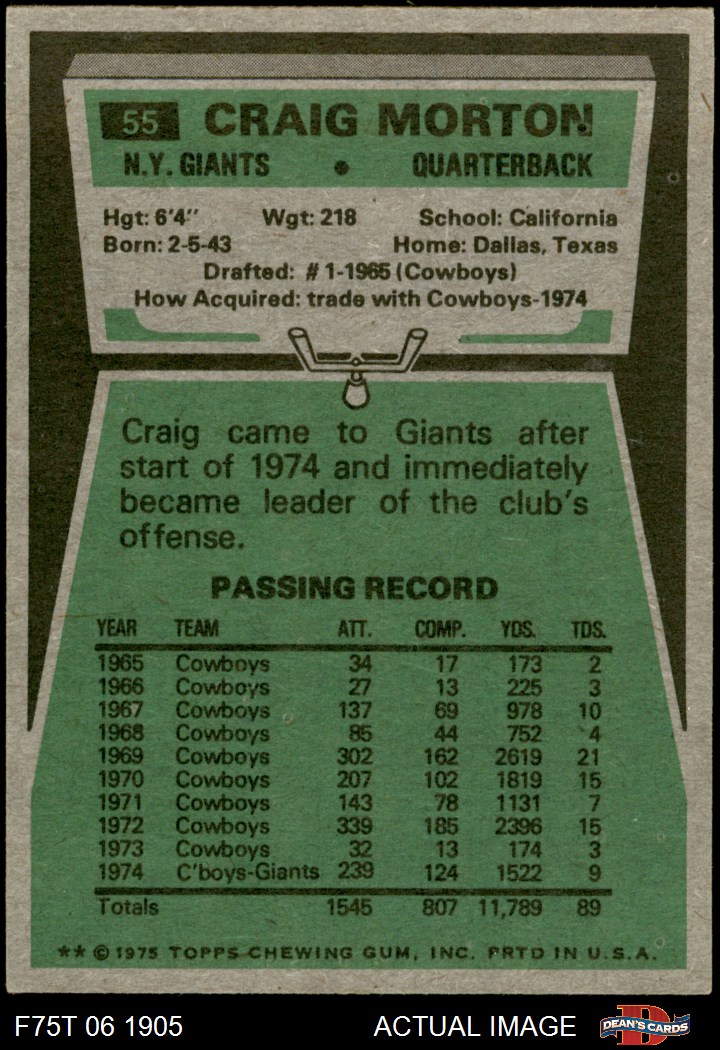 55 CRAIG MORTON
N.Y. GIANTS • QUARTERBACK
Hgt: 6'4" Wgt: 218 School: California
Born: 2-5-43 Home: Dallas, Texas
Drafted: #1-1965 (Cowboys)
How Acquired: trade with Cowboys-1974
Craig came to Giants after
start of 1974 and immediately
became leader of the club's
offense.
PASSING RECORD
YEAR TEAM ATT. COMP. YDS. TDS.
1965 Cowboys 34 17 173 2
1966 Cowboys 27 13 225 3
1967 Cowboys 137 69 978 10
1968 Cowboys 85 44 752 4
1969 Cowboys 302 162 2619 21
1970 Cowboys 207 102 1819 15
1971 Cowboys 143 78 1131 7
1972 Cowboys 339 185 2396 15
1973 Cowboys 32 13 174 3
1974 C'boys-Giants 239 124 1522 9
Totals 1545 807 11,789 89
** © 1975 TOPPS CHEWING GUM, INC. PRTD IN U.S.A.
F75T 06 1905 ACTUAL IMAGE DEAN'S CARDS